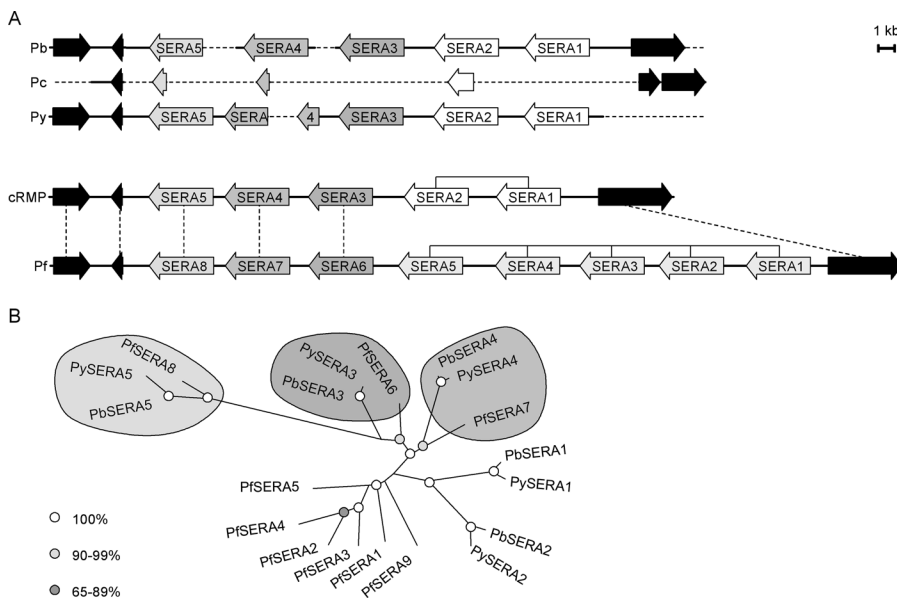 A
1 kb
Pb SERA5 SERA4 SERA3 SERA2 SERA1
Pc
Py SERA5 SERA 4 SERA3 SERA2 SERA1
cRMP SERA5 SERA4 SERA3 SERA2 SERA1
Pf SERA8 SERA7 SERA6 SERA5 SERA4 SERA3 SERA2 SERA1
B
PfSERA8
PySERA5
PbSERA5
PySERA3
PbSERA3
PfSERA6
PbSERA4
PySERA4
PfSERA7
PbSERA1
PySERA1
PbSERA2
PySERA2
PfSERA5
PfSERA4
PfSERA2
PfSERA3
PfSERA1
PfSERA9
100%
90-99%
65-89%